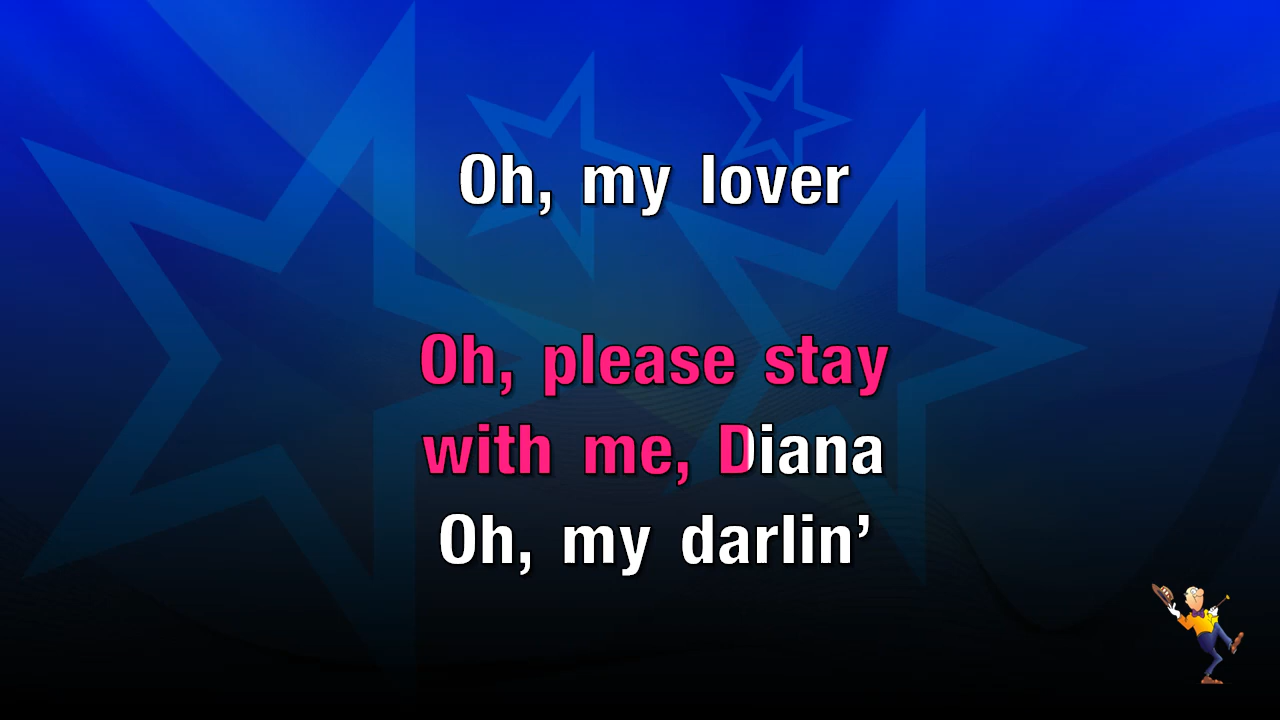 Oh, my lover
Oh, please stay
with me, Diana
Oh, my darlin’